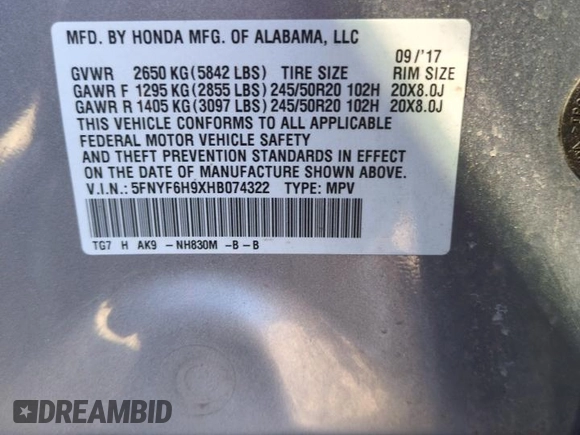 MFD. BY HONDA MFG. OF ALABAMA, LLC
09/'17
GVWR 2650 KG (5842 LBS) TIRE SIZE RIM SIZE
GAWR F 1295 KG (2855 LBS) 245/50R20 102H 20X8.0J
GAWR R 1405 KG (3097 LBS) 245/50R20 102H 20X8.0J
THIS VEHICLE CONFORMS TO ALL APPLICABLE
FEDERAL MOTOR VEHICLE SAFETY
AND THEFT PREVENTION STANDARDS IN EFFECT
ON THE DATE OF MANUFACTURE SHOWN ABOVE.
V.I.N.: 5FNYF6H9XHB074322 TYPE: MPV
TG7 H AK9 -NH830M -B - B
DREAMBID